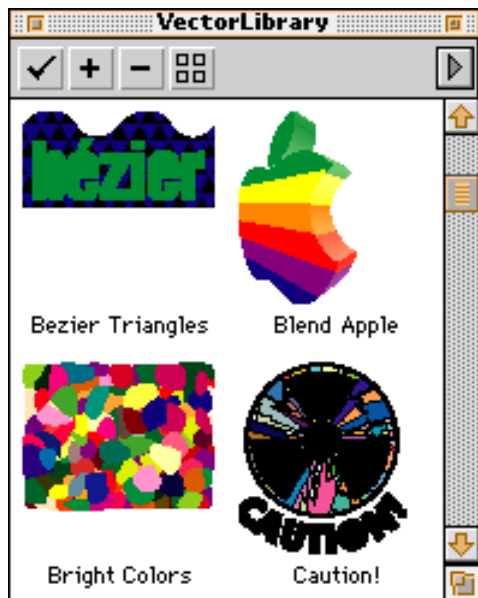 VectorLibrary
bézier
Bezier Triangles
Blend Apple
Bright Colors
CAUTION!
Caution!